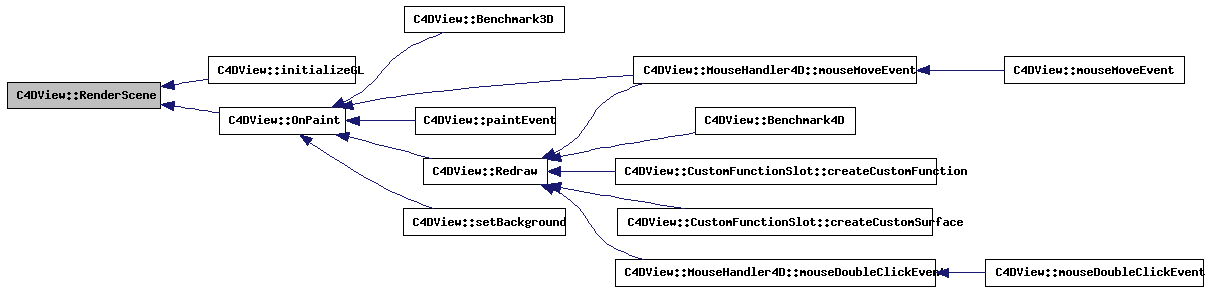 C4DView::Benchmark3D
C4DView::initializeGL
C4DView::MouseHandler4D::mouseMoveEvent
C4DView::mouseMoveEvent
C4DView::RenderScene
C4DView::OnPaint
C4DView::paintEvent
C4DView::Benchmark4D
C4DView::Redraw
C4DView::CustomFunctionSlot::createCustomFunction
C4DView::setBackground
C4DView::CustomFunctionSlot::createCustomSurface
C4DView::MouseHandler4D::mouseDoubleClickEvent
C4DView::mouseDoubleClickEvent